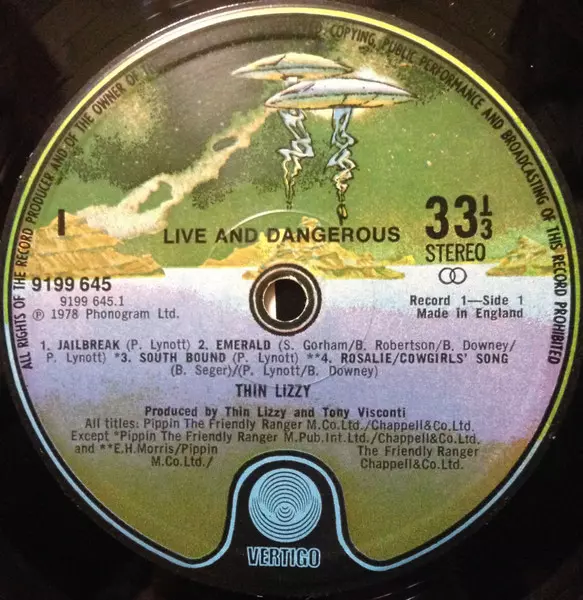 ALL RIGHTS OF THE RECORD PRODUCER AND OF THE OWNER OF
COPYING, PUBLIC PERFORMANCE AND BROADCASTING OF THIS RECORD PROHIBITED
I
LIVE AND DANGEROUS
33⅓
STEREO
9199 645
9199 645.1
℗ 1978 Phonogram Ltd.
Record 1—Side 1
Made in England
1. JAILBREAK (P. Lynott) 2. EMERALD (S. Gorham/B. Robertson/B. Downey/
P. Lynott) *3. SOUTH BOUND (P. Lynott) **4. ROSALIE/COWGIRLS' SONG
(B. Seger)/(P. Lynott/B. Downey)
THIN LIZZY
Produced by Thin Lizzy and Tony Visconti
All titles: Pippin The Friendly Ranger M.Co.Ltd./Chappell&Co.Ltd.
Except *Pippin The Friendly Ranger M.Pub.Int.Ltd./Chappell&Co.Ltd.
and **E.H.Morris/Pippin The Friendly Ranger
M.Co.Ltd./ Chappell&Co.Ltd.
VERTIGO